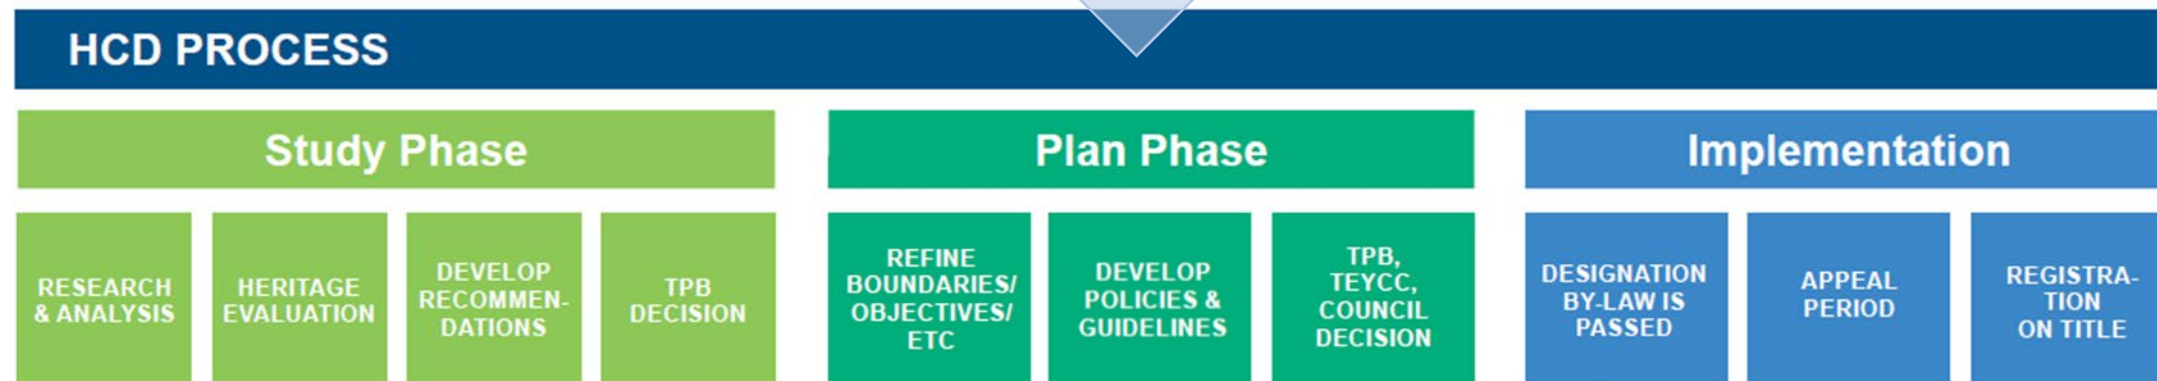 HCD PROCESS
Study Phase
Plan Phase
Implementation
RESEARCH
& ANALYSIS
HERITAGE
EVALUATION
DEVELOP
RECOMMEN-
DATIONS
TPB
DECISION
REFINE
BOUNDARIES/
OBJECTIVES/
ETC
DEVELOP
POLICIES &
GUIDELINES
TPB,
TEYCC,
COUNCIL
DECISION
DESIGNATION
BY-LAW IS
PASSED
APPEAL
PERIOD
REGISTRA-
TION
ON TITLE